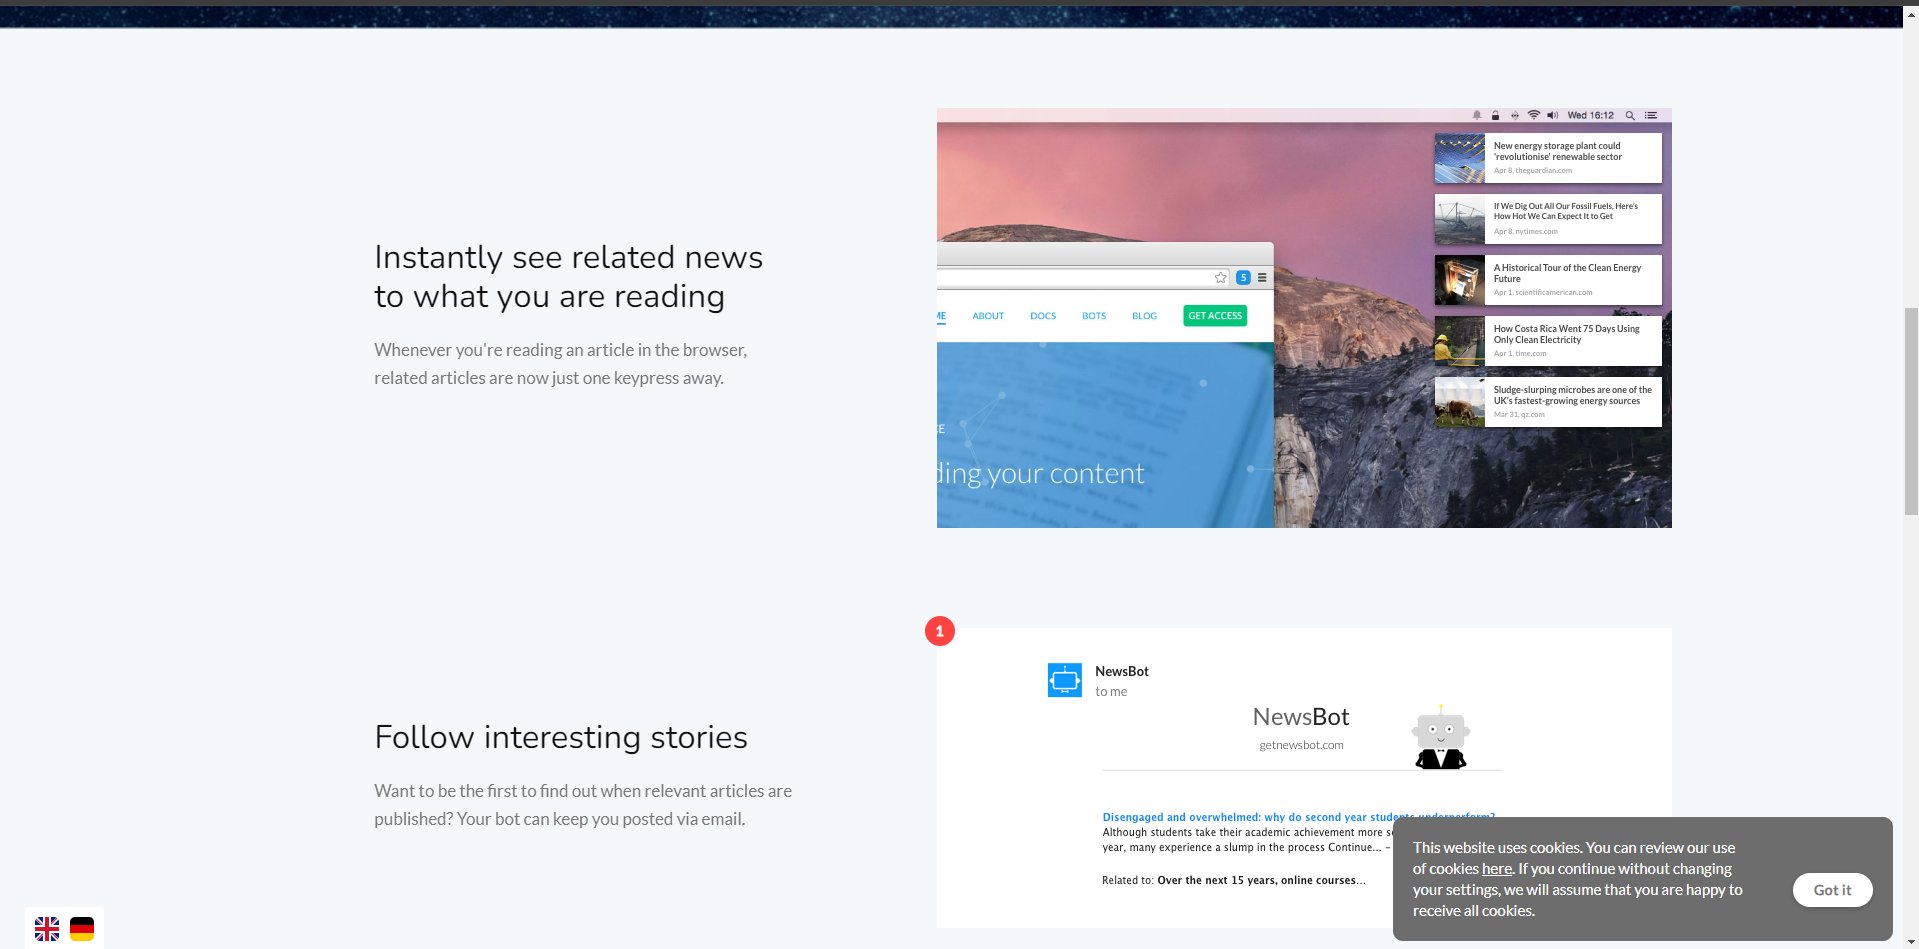 Instantly see related news
to what you are reading
Whenever you're reading an article in the browser,
related articles are now just one keypress away.
Wed 16:12
New energy storage plant could
'revolutionise' renewable sector
Apr 8, theguardian.com
If We Dig Out All Our Fossil Fuels, Here's
How Hot We Can Expect It to Get
Apr 8, nytimes.com
A Historical Tour of the Clean Energy
Future
Apr 1, scientificamerican.com
How Costa Rica Went 75 Days Using
Only Clean Electricity
Apr 1, time.com
Sludge-slurping microbes are one of the
UK's fastest-growing energy sources
Mar 31, qz.com
5
ME ABOUT DOCS BOTS BLOG GET ACCESS
CE
ding your content
Follow interesting stories
Want to be the first to find out when relevant articles are
published? Your bot can keep you posted via email.
1
NewsBot
to me
NewsBot
getnewsbot.com
Disengaged and overwhelmed: why do second year students underperform?
Although students take their academic achievement more
year, many experience a slump in the process Continue... –
Related to: Over the next 15 years, online courses...
This website uses cookies. You can review our use
of cookies here. If you continue without changing
your settings, we will assume that you are happy to
receive all cookies.
Got it